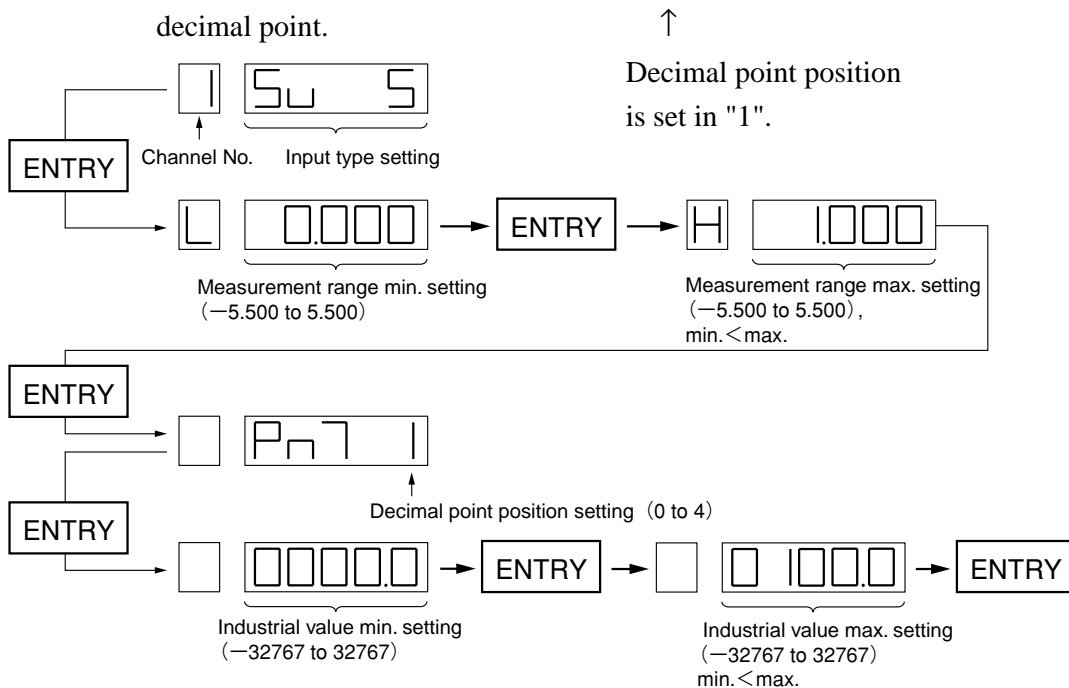 decimal point.
↑
Decimal point position
is set in "1".
1 5u 5
Channel No. Input type setting
ENTRY
L 0.000 ENTRY H 1.000
Measurement range min. setting
(−5.500 to 5.500)
Measurement range max. setting
(−5.500 to 5.500),
min.<max.
ENTRY
Pn7 1
Decimal point position setting (0 to 4)
ENTRY
0000.0 ENTRY 0 100.0 ENTRY
Industrial value min. setting
(−32767 to 32767)
Industrial value max. setting
(−32767 to 32767)
min.<max.